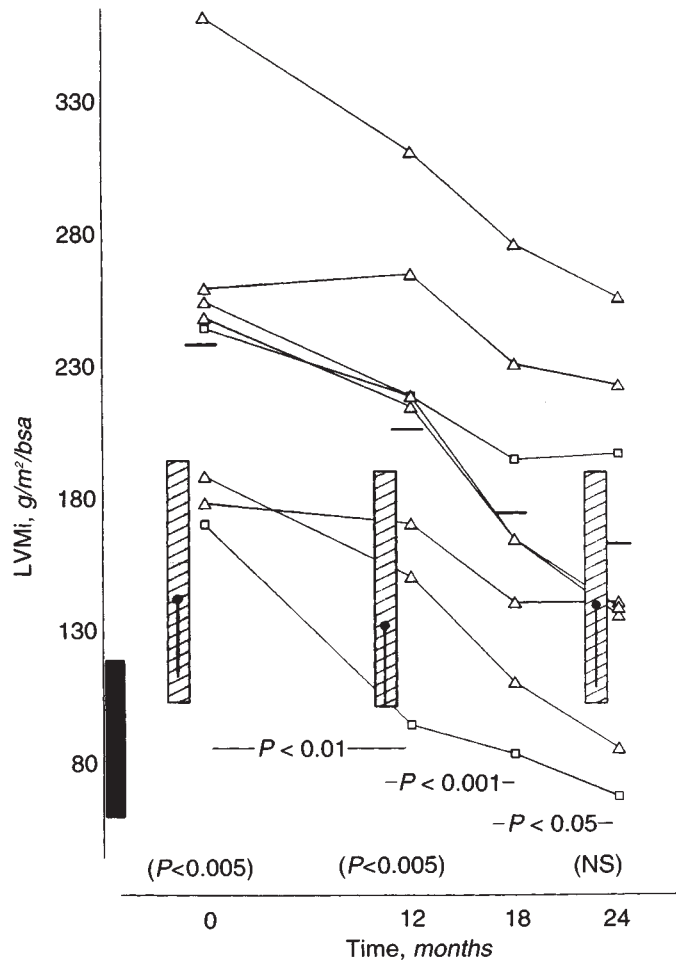 330
280
230
180
130
80
LVMi, g/m²/bsa
P < 0.01
P < 0.001
P < 0.05
(P<0.005) (P<0.005) (NS)
0 12 18 24
Time, months